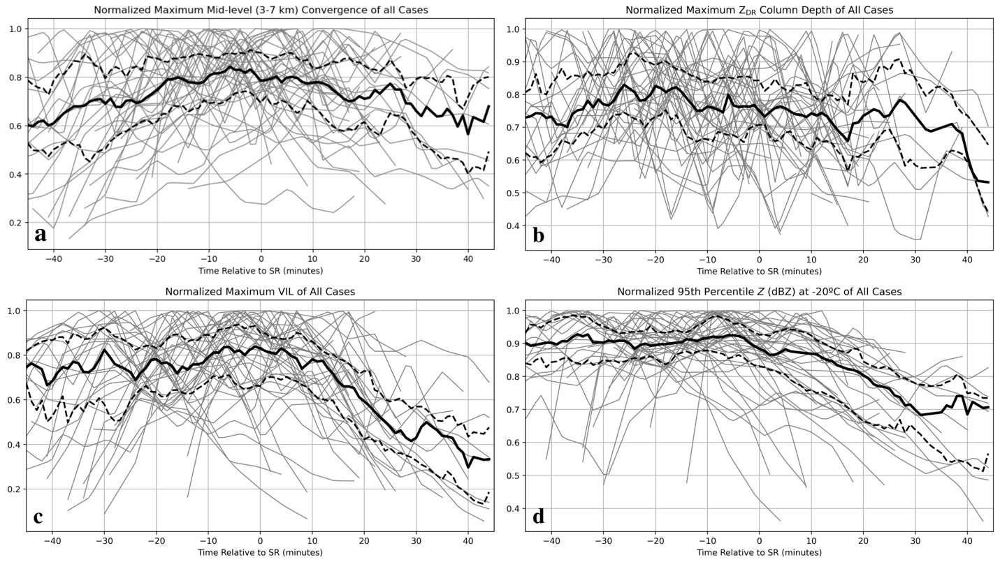 Normalized Maximum Mid-level (3-7 km) Convergence of all Cases
1.0
0.8
0.6
0.4
0.2
a
−40 −30 −20 −10 0 10 20 30 40
Time Relative to SR (minutes)
Normalized Maximum ZDR Column Depth of All Cases
1.0
0.9
0.8
0.7
0.6
0.5
0.4
b
−40 −30 −20 −10 0 10 20 30 40
Time Relative to SR (minutes)
Normalized Maximum VIL of All Cases
1.0
0.8
0.6
0.4
0.2
c
−40 −30 −20 −10 0 10 20 30 40
Time Relative to SR (minutes)
Normalized 95th Percentile Z (dBZ) at -20ºC of All Cases
1.0
0.9
0.8
0.7
0.6
0.5
0.4
d
−40 −30 −20 −10 0 10 20 30 40
Time Relative to SR (minutes)